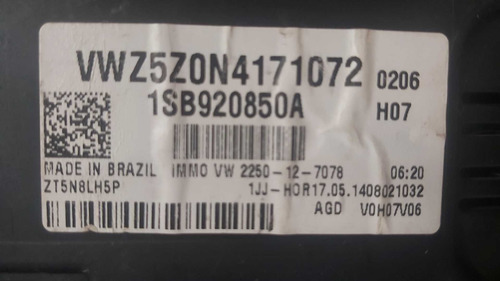 VWZ5Z0N4171072 0206
1SB920850A H07
MADE IN BRAZIL IMMO VW 2250-12-7078 06:20
ZT5N8LH5P 1JJ-HOR17.05.1408021032
AGD V0H07V06